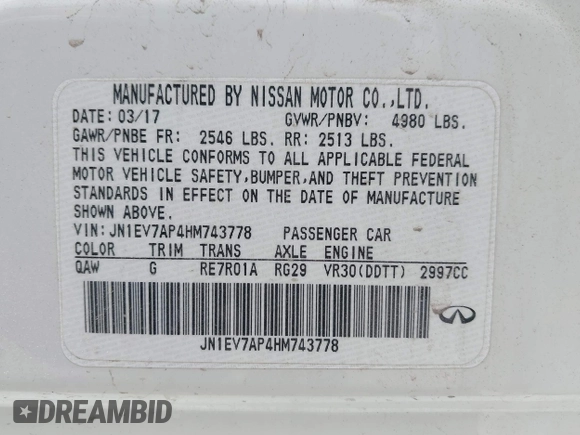 MANUFACTURED BY NISSAN MOTOR CO.,LTD.
DATE: 03/17 GVWR/PNBV: 4980 LBS.
GAWR/PNBE FR: 2546 LBS. RR: 2513 LBS.
THIS VEHICLE CONFORMS TO ALL APPLICABLE FEDERAL
MOTOR VEHICLE SAFETY,BUMPER,AND THEFT PREVENTION
STANDARDS IN EFFECT ON THE DATE OF MANUFACTURE
SHOWN ABOVE.
VIN: JN1EV7AP4HM743778 PASSENGER CAR
COLOR TRIM TRANS AXLE ENGINE
QAW G RE7R01A RG29 VR30(DDTT) 2997CC
JN1EV7AP4HM743778
DREAMBID